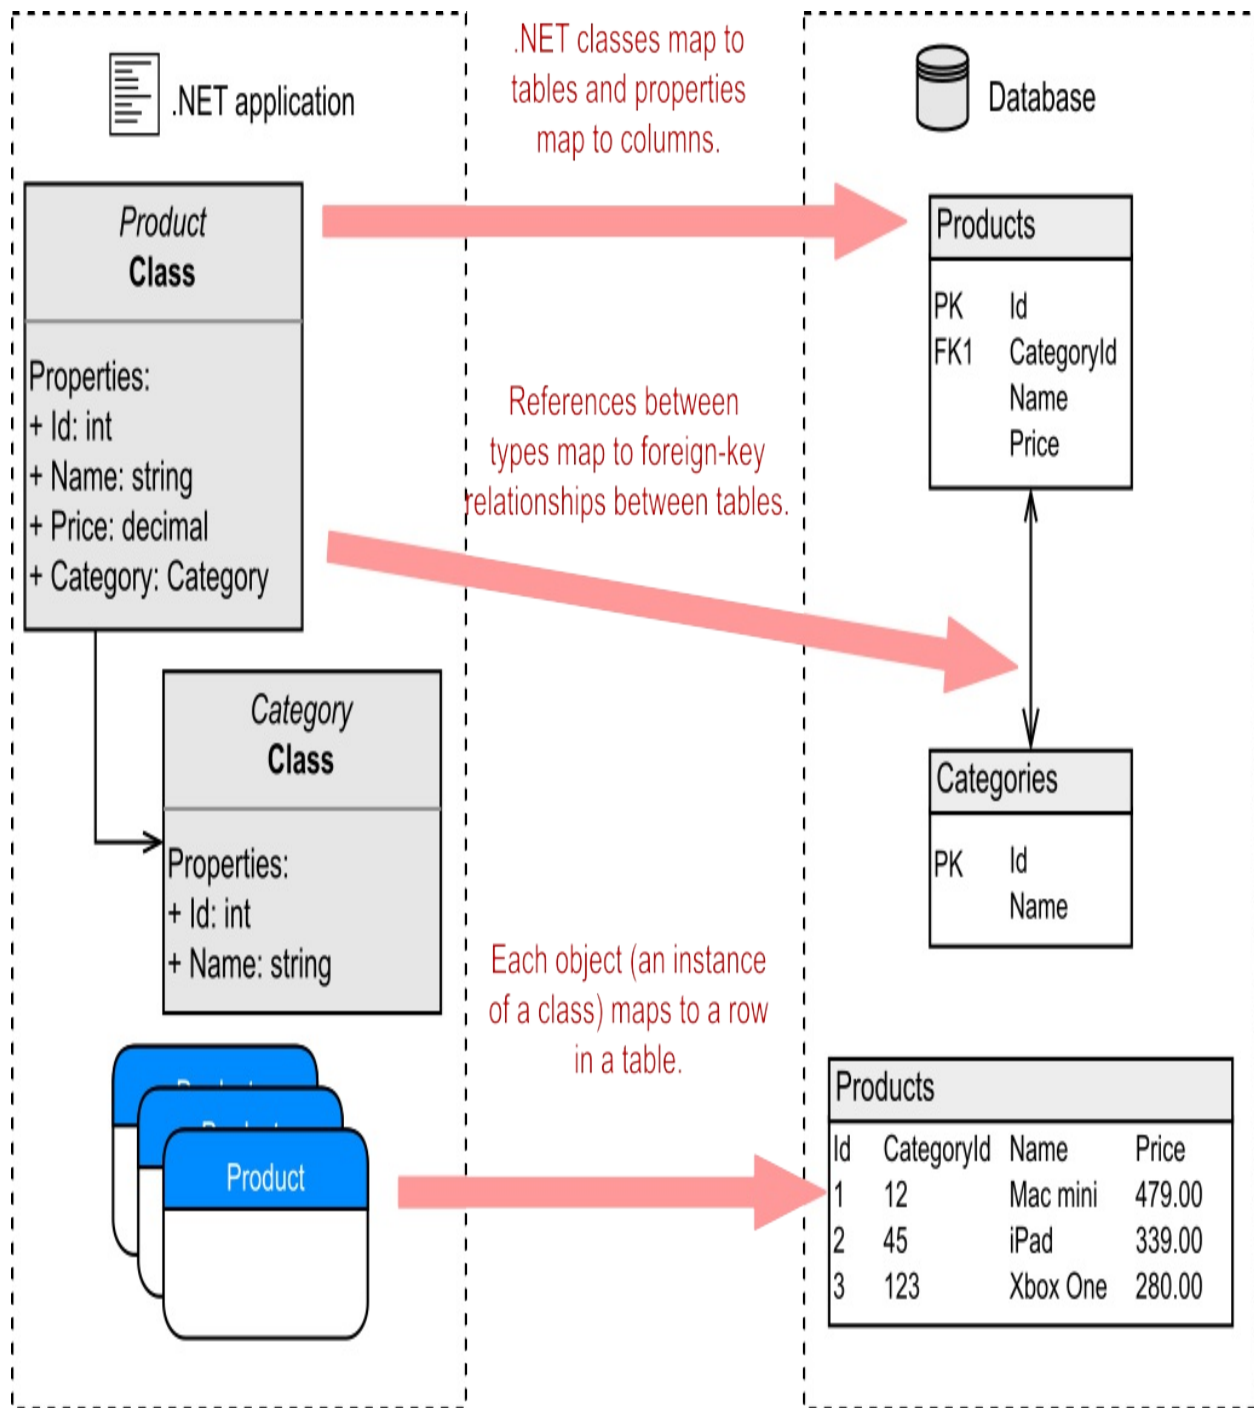 .NET application
Product
Class
Properties:
+ Id: int
+ Name: string
+ Price: decimal
+ Category: Category
Category
Class
Properties:
+ Id: int
+ Name: string
Product
.NET classes map to
tables and properties
map to columns.
References between
types map to foreign-key
relationships between tables.
Each object (an instance
of a class) maps to a row
in a table.
Database
Products
PK Id
FK1 CategoryId
Name
Price
Categories
PK Id
Name
Products
Id CategoryId Name Price
1 12 Mac mini 479.00
2 45 iPad 339.00
3 123 Xbox One 280.00